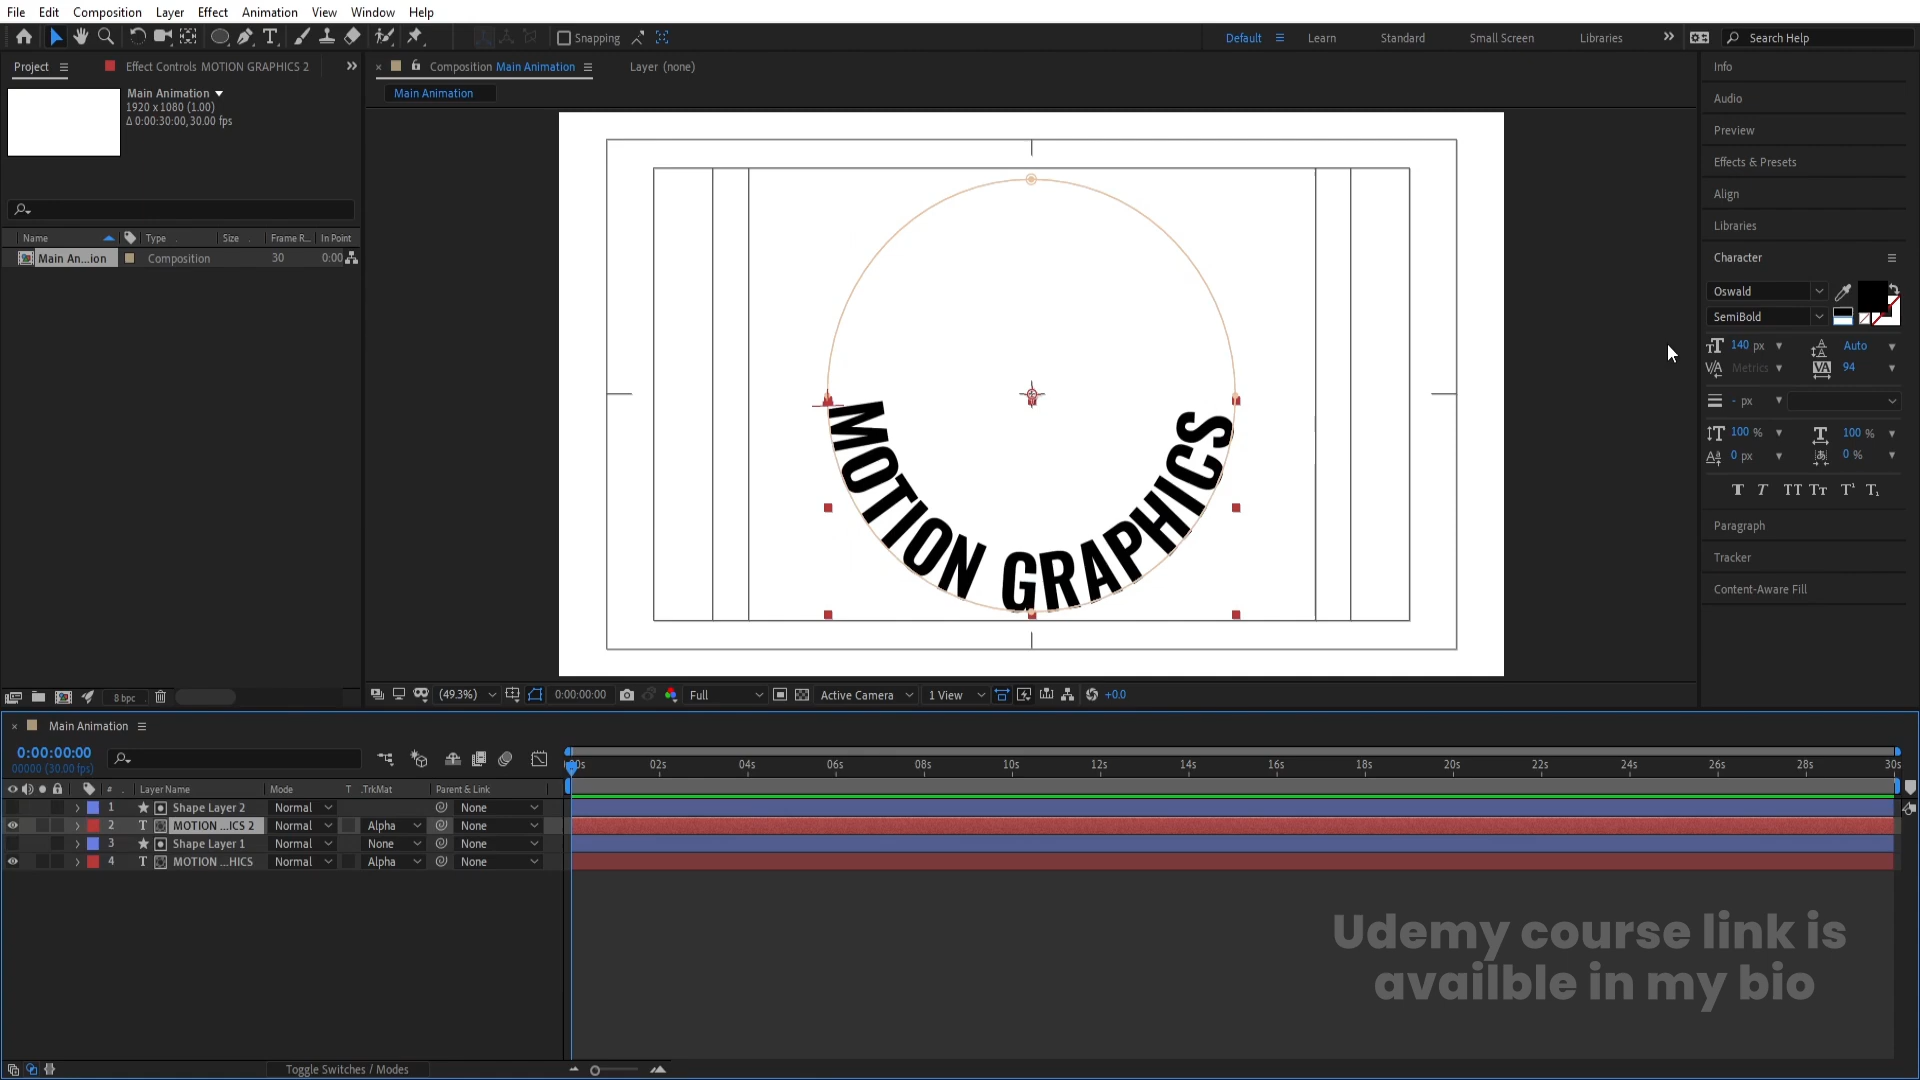 File Edit Composition Layer Effect Animation View Window Help
Snapping
Default Learn Standard Small Screen Libraries
Search Help
Project
Effect Controls MOTION GRAPHICS 2
Composition Main Animation
Layer (none)
Main Animation
Main Animation
1920 x 1080 (1.00)
Δ 0:00:30:00, 30.00 fps
Name Type Size Frame R... In Point
Main An...ion Composition 30 0:00
MOTION GRAPHICS
Info
Audio
Preview
Effects & Presets
Align
Libraries
Character
Oswald
SemiBold
140 px Auto
Metrics 94
- px
100 % 100 %
0 px 0 %
Paragraph
Tracker
Content-Aware Fill
8 bpc
(49.3%) 0:00:00:00 Full Active Camera 1 View +0.0
Main Animation
0:00:00:00
00000 (30.00 fps)
:00s 02s 04s 06s 08s 10s 12s 14s 16s 18s 20s 22s 24s 26s 28s 30s
# Layer Name Mode T .TrkMat Parent & Link
1 Shape Layer 2 Normal None
2 T MOTION ...ICS 2 Normal Alpha None
3 Shape Layer 1 Normal None None
4 T MOTION ...HICS Normal Alpha None
Udemy course link is
availble in my bio
Toggle Switches / Modes